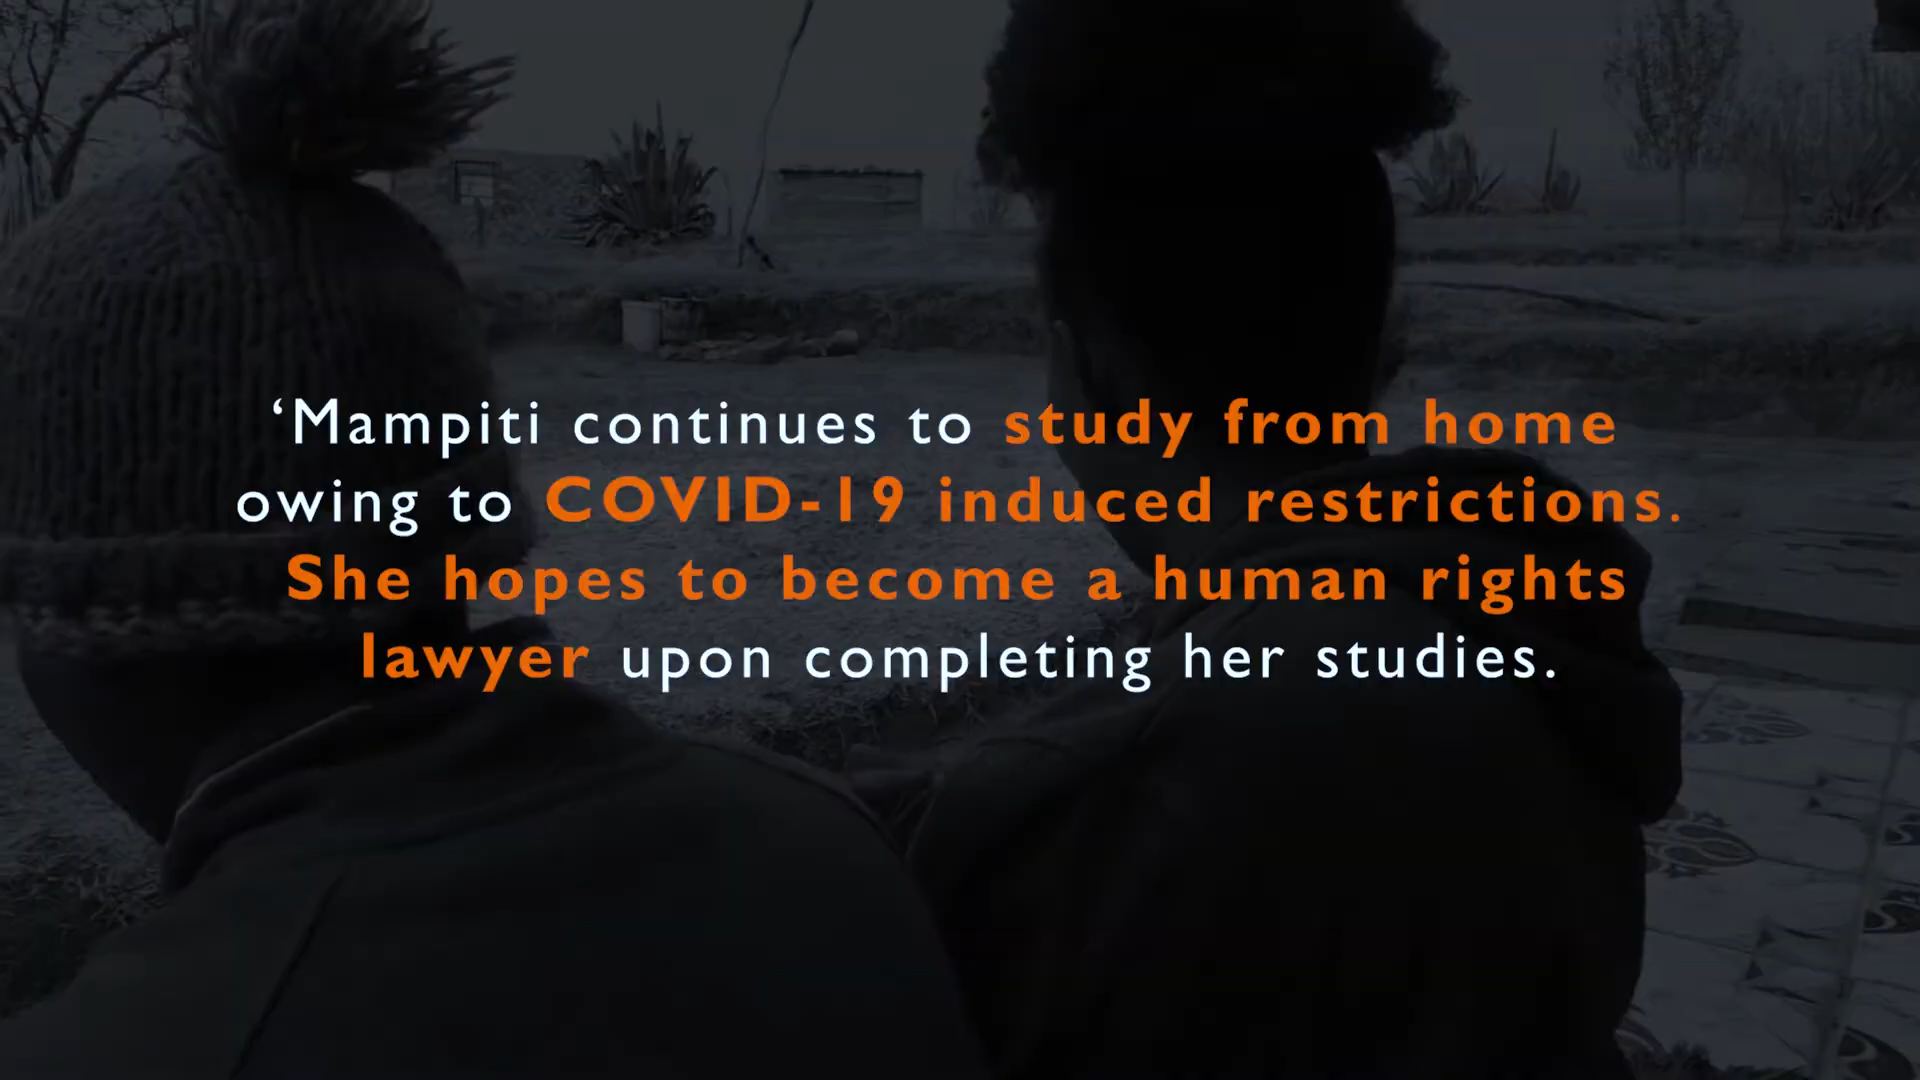 ‘Mampiti continues to study from home
owing to COVID-19 induced restrictions.
She hopes to become a human rights
lawyer upon completing her studies.